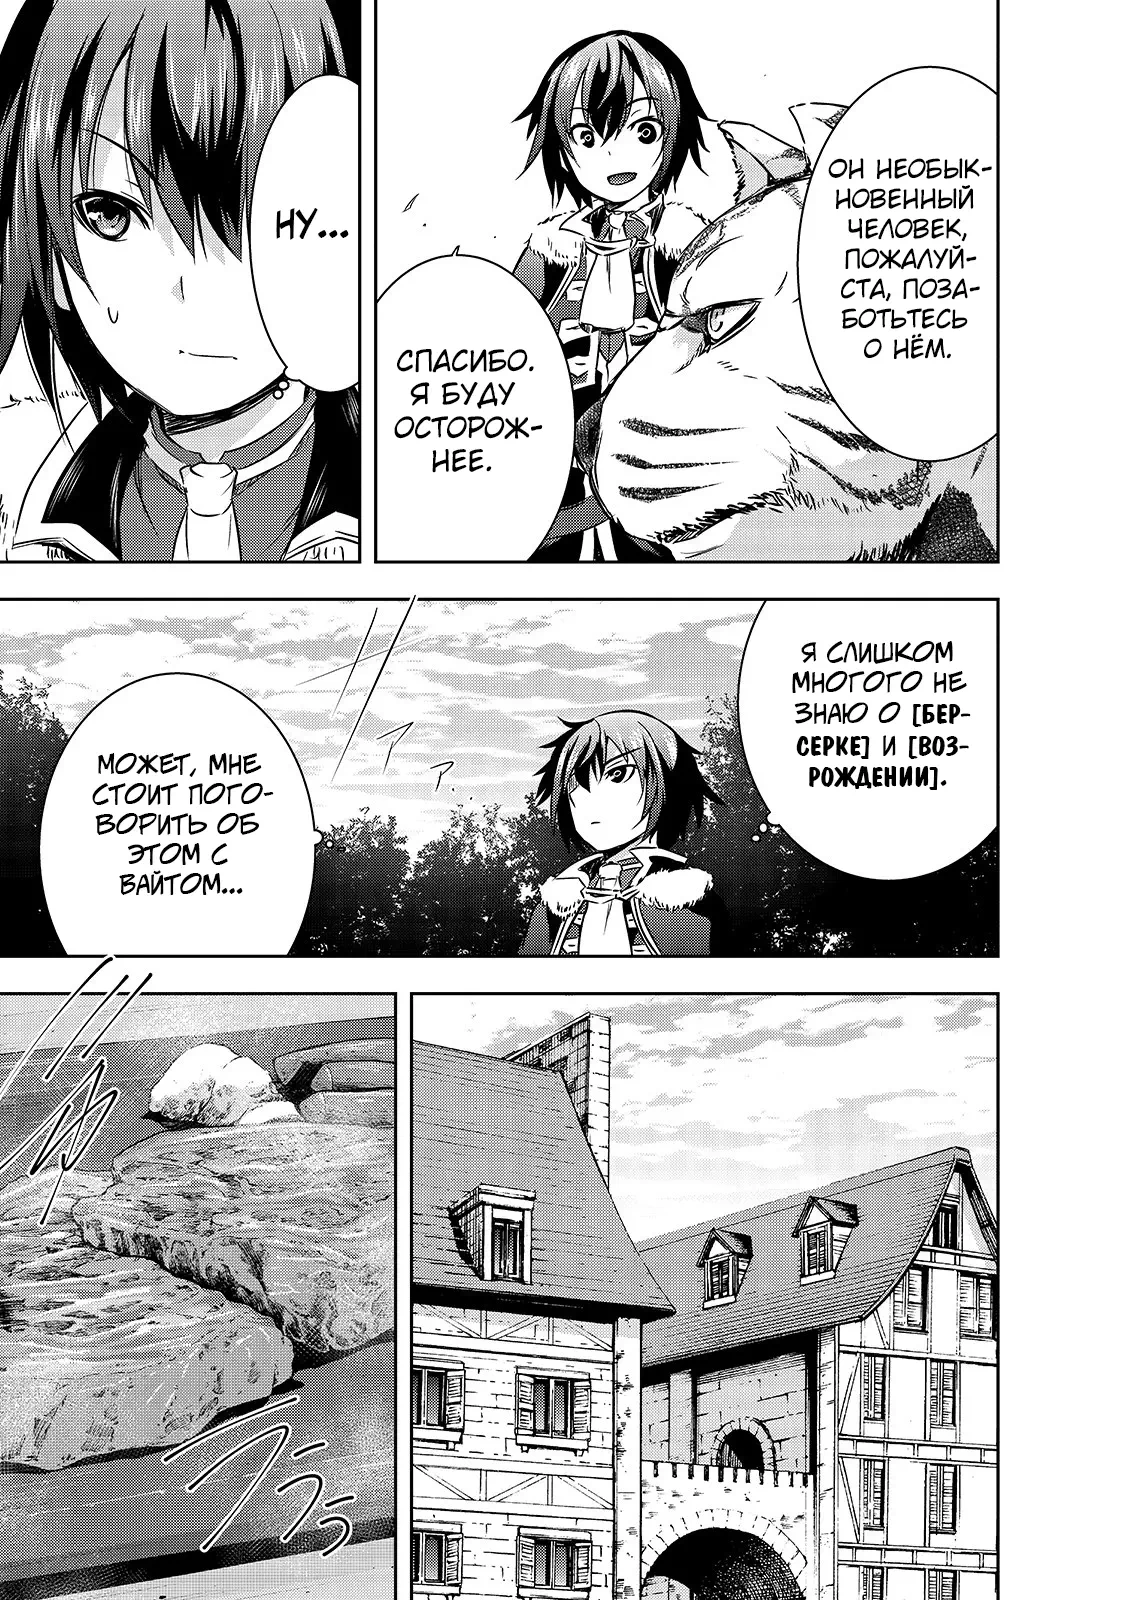 ОН НЕОБЫК-
НОВЕННЫЙ
ЧЕЛОВЕК,
ПОЖАЛУЙ-
СТА, ПОЗА-
БОТЬТЕСЬ
О НЁМ.
СПАСИБО.
Я БУДУ
ОСТОРОЖ-
НЕЕ.
НУ...
Я СЛИШКОМ
МНОГОГО НЕ
ЗНАЮ О [БЕР-
СЕРКЕ] И [ВОЗ-
РОЖДЕНИИ].
МОЖЕТ, МНЕ
СТОИТ ПОГО-
ВОРИТЬ ОБ
ЭТОМ С
ВАЙТОМ...